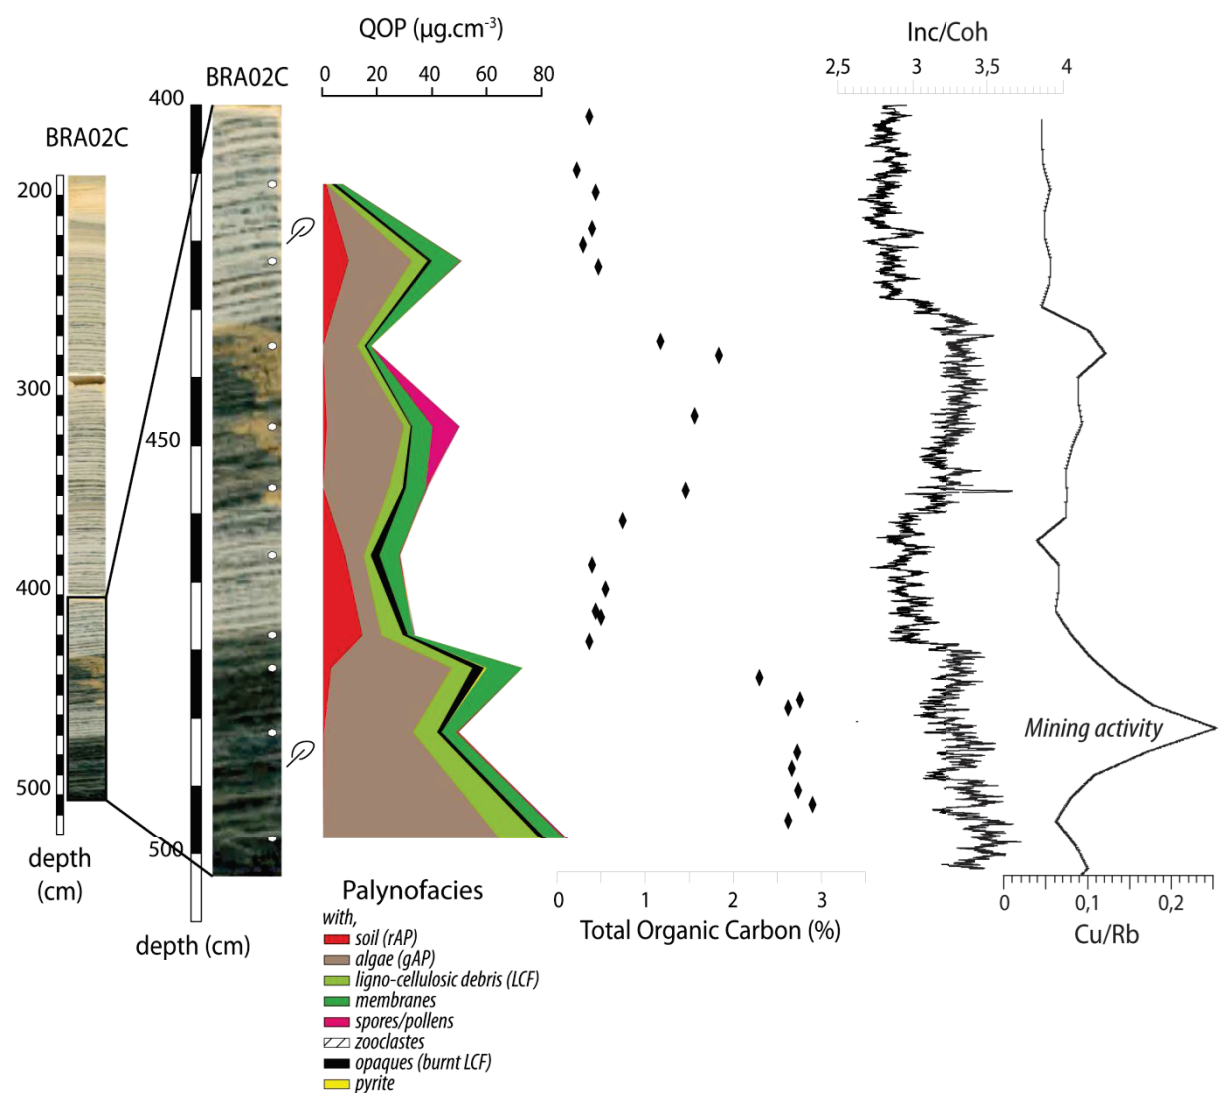 QOP (µg.cm-3)
Inc/Coh
BRA02C
0 20 40 60 80
2,5 3 3,5 4
400
BRA02C
200
300
450
400
500
Mining activity
500
depth
(cm)
depth (cm)
Palynofacies
with,
soil (rAP)
algae (gAP)
ligno-cellulosic debris (LCF)
membranes
spores/pollens
zooclastes
opaques (burnt LCF)
pyrite
0 1 2 3
Total Organic Carbon (%)
0 0,1 0,2
Cu/Rb